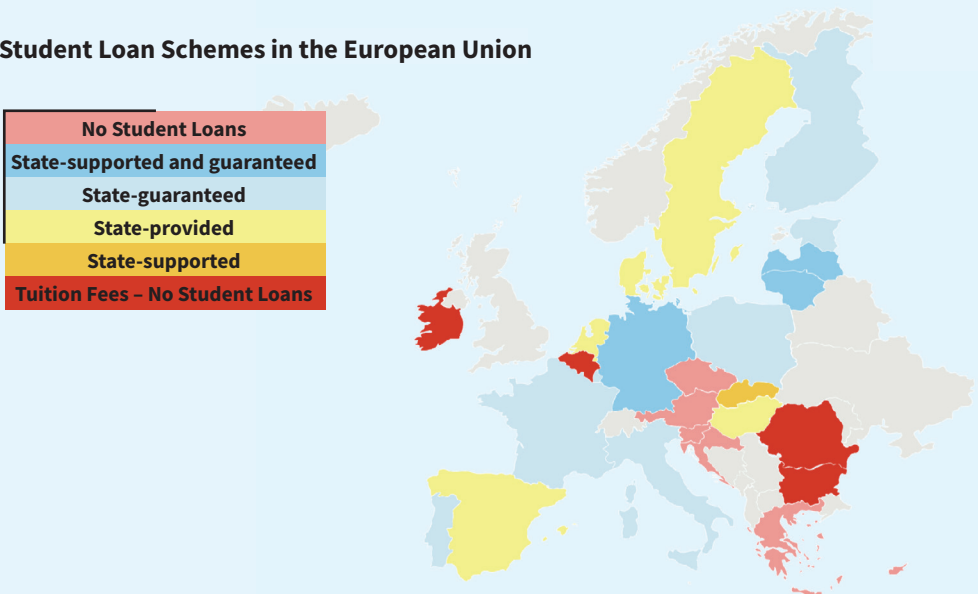 Student Loan Schemes in the European Union
No Student Loans
State-supported and guaranteed
State-guaranteed
State-provided
State-supported
Tuition Fees – No Student Loans